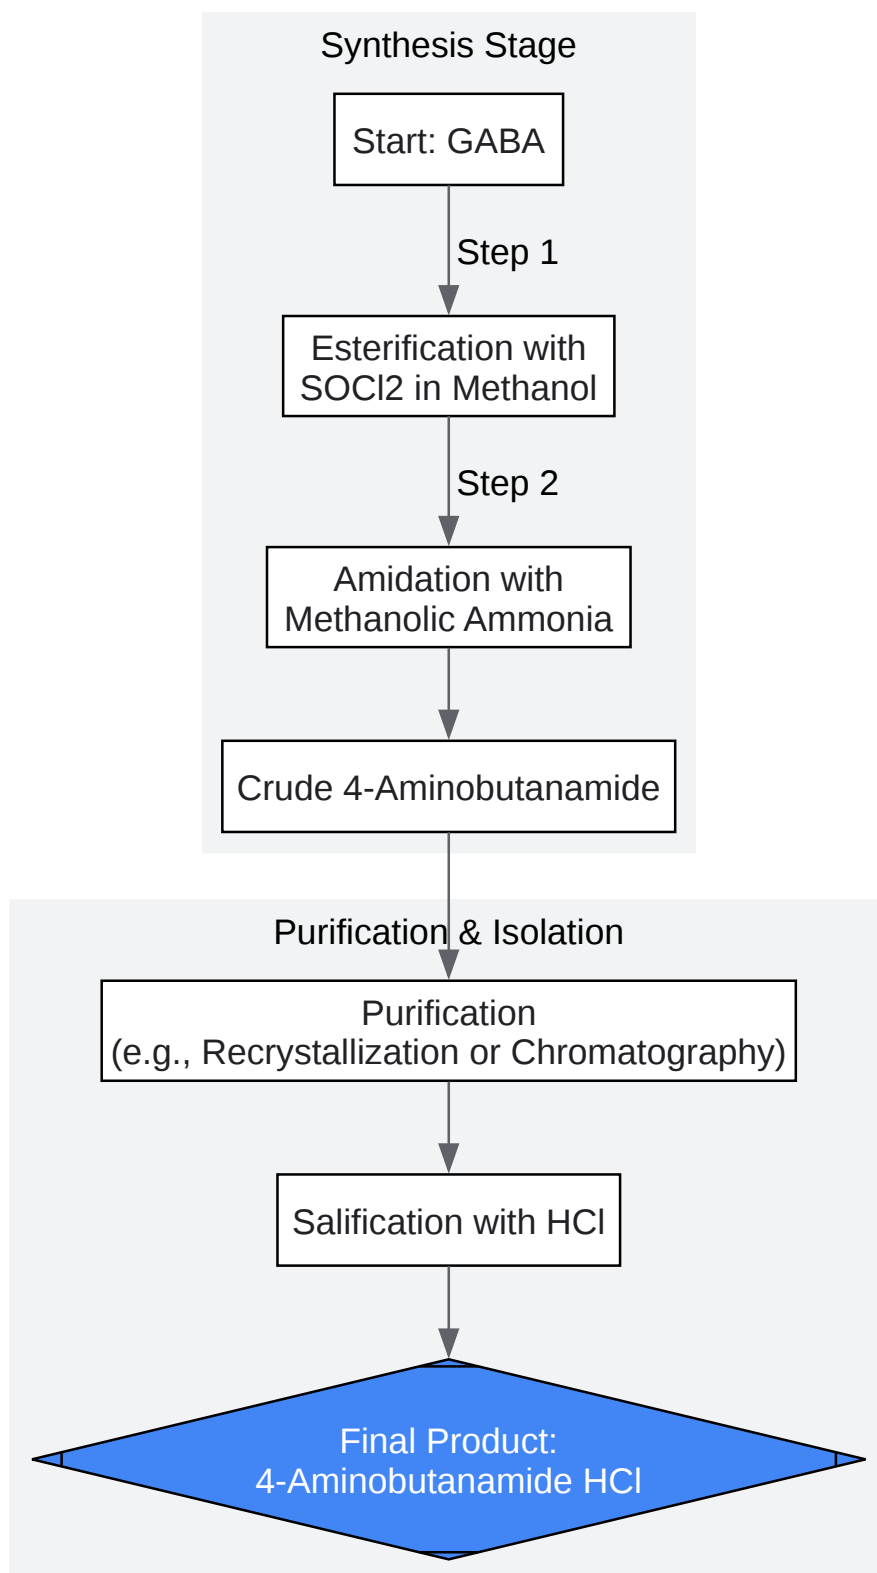 Synthesis Stage
Start: GABA
Step 1
Esterification with
SOCl2 in Methanol
Step 2
Amidation with
Methanolic Ammonia
Crude 4-Aminobutanamide
Purification & Isolation
Purification
(e.g., Recrystallization or Chromatography)
Salification with HCl
Final Product:
4-Aminobutanamide HCl